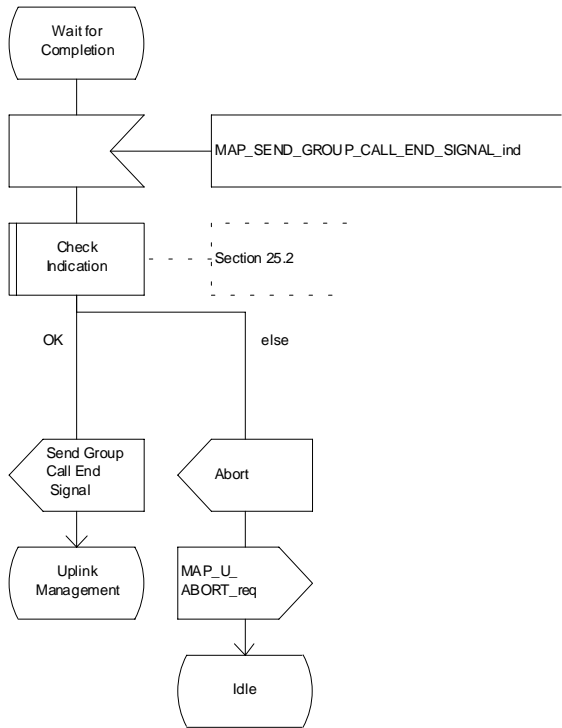 Wait for
Completion
MAP_SEND_GROUP_CALL_END_SIGNAL_ind
Check
Indication
Section 25.2
OK
else
Send Group
Call End
Signal
Abort
Uplink
Management
MAP_U_
ABORT_req
Idle